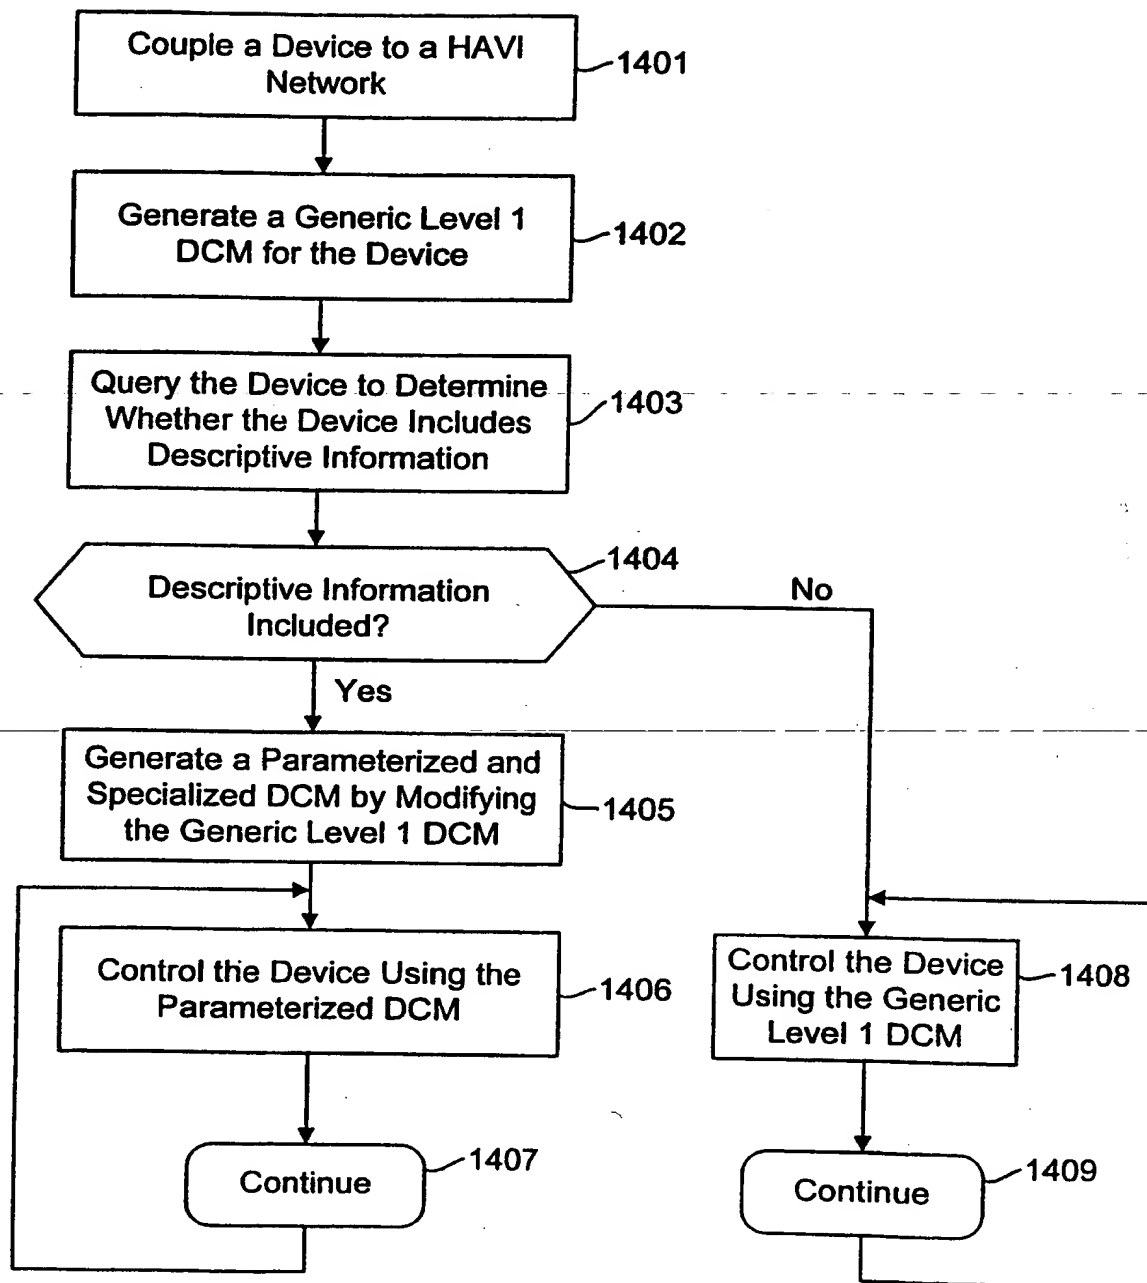 Couple a Device to a HAVI
Network
1401
Generate a Generic Level 1
DCM for the Device
1402
Query the Device to Determine
Whether the Device Includes
Descriptive Information
1403
Descriptive Information
Included?
1404
No
Yes
Generate a Parameterized and
Specialized DCM by Modifying
the Generic Level 1 DCM
1405
Control the Device Using the
Parameterized DCM
1406
Control the Device
Using the Generic
Level 1 DCM
1408
Continue
1407
Continue
1409